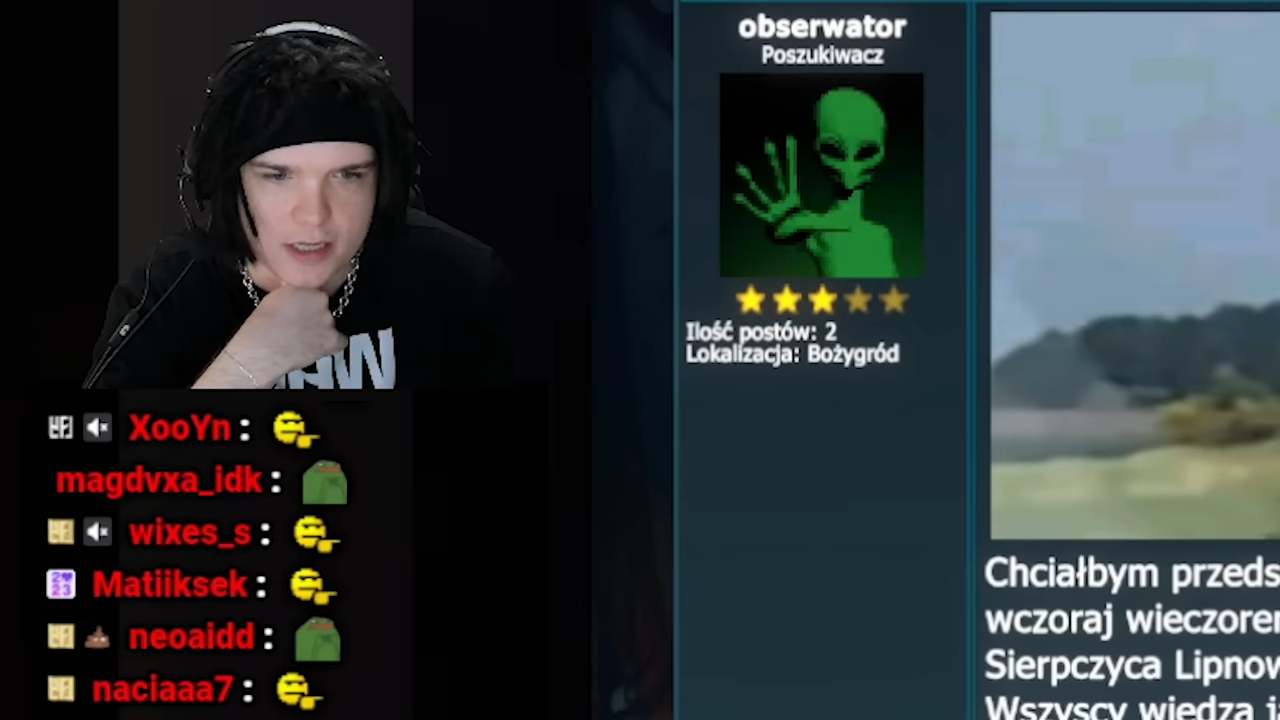 obserwator
Poszukiwacz
Ilość postów: 2
Lokalizacja: Bożygród
XooYn:
magdvxa_idk:
wixes_s:
Matiiksek:
neoaidd:
naciaaa7:
Chciałbym przeds
wczoraj wieczorer
Sierpczyca Lipnow
Wszyscy wiedzą j